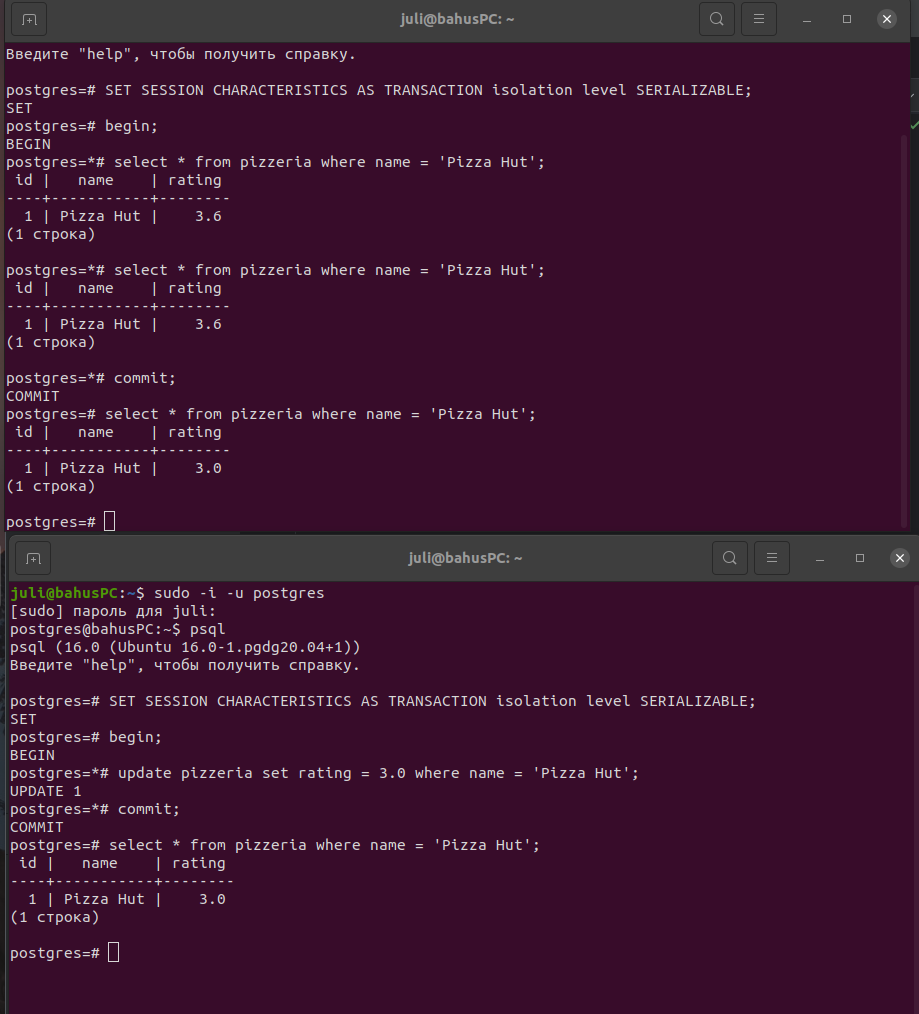 juli@bahusPC: ~
Введите "help", чтобы получить справку.
postgres=# SET SESSION CHARACTERISTICS AS TRANSACTION isolation level SERIALIZABLE;
SET
postgres=# begin;
BEGIN
postgres=*# select * from pizzeria where name = 'Pizza Hut';
 id |   name    | rating
----+-----------+--------
  1 | Pizza Hut |    3.6
(1 строка)
postgres=*# select * from pizzeria where name = 'Pizza Hut';
 id |   name    | rating
----+-----------+--------
  1 | Pizza Hut |    3.6
(1 строка)
postgres=*# commit;
COMMIT
postgres=# select * from pizzeria where name = 'Pizza Hut';
 id |   name    | rating
----+-----------+--------
  1 | Pizza Hut |    3.0
(1 строка)
postgres=#
juli@bahusPC: ~
juli@bahusPC:~$ sudo -i -u postgres
[sudo] пароль для juli:
postgres@bahusPC:~$ psql
psql (16.0 (Ubuntu 16.0-1.pgdg20.04+1))
Введите "help", чтобы получить справку.
postgres=# SET SESSION CHARACTERISTICS AS TRANSACTION isolation level SERIALIZABLE;
SET
postgres=# begin;
BEGIN
postgres=*# update pizzeria set rating = 3.0 where name = 'Pizza Hut';
UPDATE 1
postgres=*# commit;
COMMIT
postgres=# select * from pizzeria where name = 'Pizza Hut';
 id |   name    | rating
----+-----------+--------
  1 | Pizza Hut |    3.0
(1 строка)
postgres=#